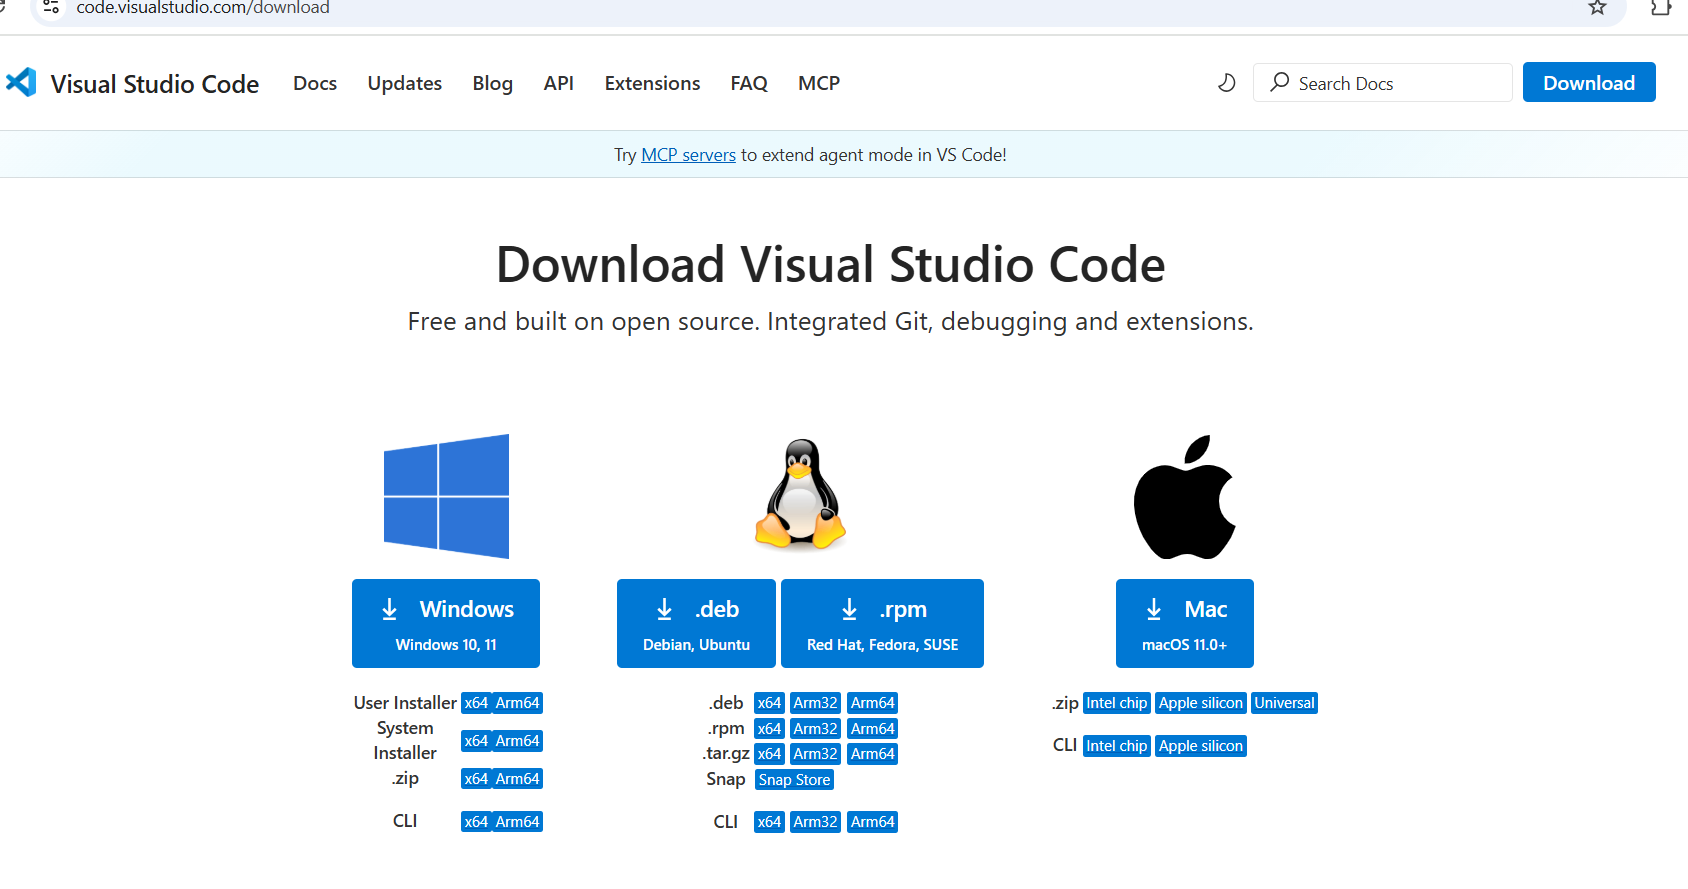 code.visualstudio.com/download
Visual Studio Code Docs Updates Blog API Extensions FAQ MCP Search Docs Download
Try MCP servers to extend agent mode in VS Code!
Download Visual Studio Code
Free and built on open source. Integrated Git, debugging and extensions.
Windows
Windows 10, 11
User Installer x64 Arm64
System
Installer x64 Arm64
.zip x64 Arm64
CLI x64 Arm64
.deb
Debian, Ubuntu
.rpm
Red Hat, Fedora, SUSE
.deb x64 Arm32 Arm64
.rpm x64 Arm32 Arm64
.tar.gz x64 Arm32 Arm64
Snap Snap Store
CLI x64 Arm32 Arm64
Mac
macOS 11.0+
.zip Intel chip Apple silicon Universal
CLI Intel chip Apple silicon